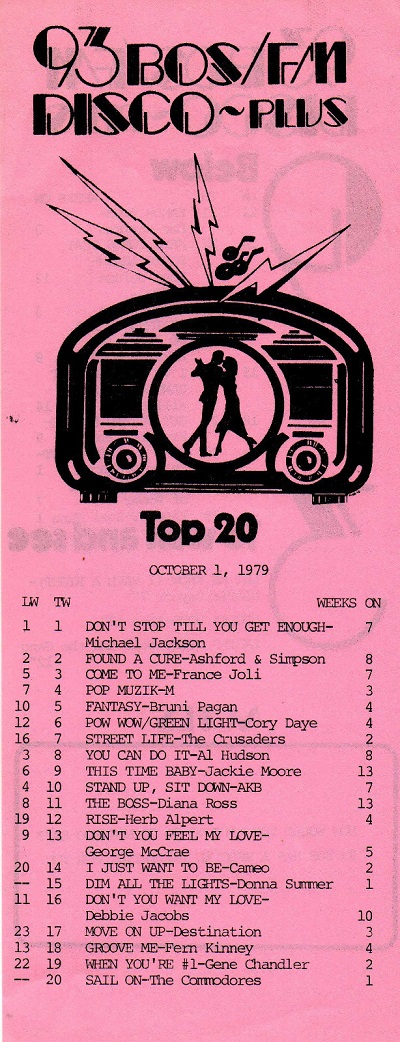 93 BOS/FM
DISCO~PLUS
Top 20
OCTOBER 1, 1979
LW TW WEEKS ON
1 1 DON'T STOP TILL YOU GET ENOUGH- 7
Michael Jackson
2 2 FOUND A CURE-Ashford & Simpson 8
5 3 COME TO ME-France Joli 7
7 4 POP MUZIK-M 3
10 5 FANTASY-Bruni Pagan 4
12 6 POW WOW/GREEN LIGHT-Cory Daye 4
16 7 STREET LIFE-The Crusaders 2
3 8 YOU CAN DO IT-Al Hudson 8
6 9 THIS TIME BABY-Jackie Moore 13
4 10 STAND UP, SIT DOWN-AKB 7
8 11 THE BOSS-Diana Ross 13
19 12 RISE-Herb Alpert 4
9 13 DON'T YOU FEEL MY LOVE-
George McCrae 5
20 14 I JUST WANT TO BE-Cameo 2
-- 15 DIM ALL THE LIGHTS-Donna Summer 1
11 16 DON'T YOU WANT MY LOVE-
Debbie Jacobs 10
23 17 MOVE ON UP-Destination 3
13 18 GROOVE ME-Fern Kinney 4
22 19 WHEN YOU'RE #1-Gene Chandler 2
-- 20 SAIL ON-The Commodores 1